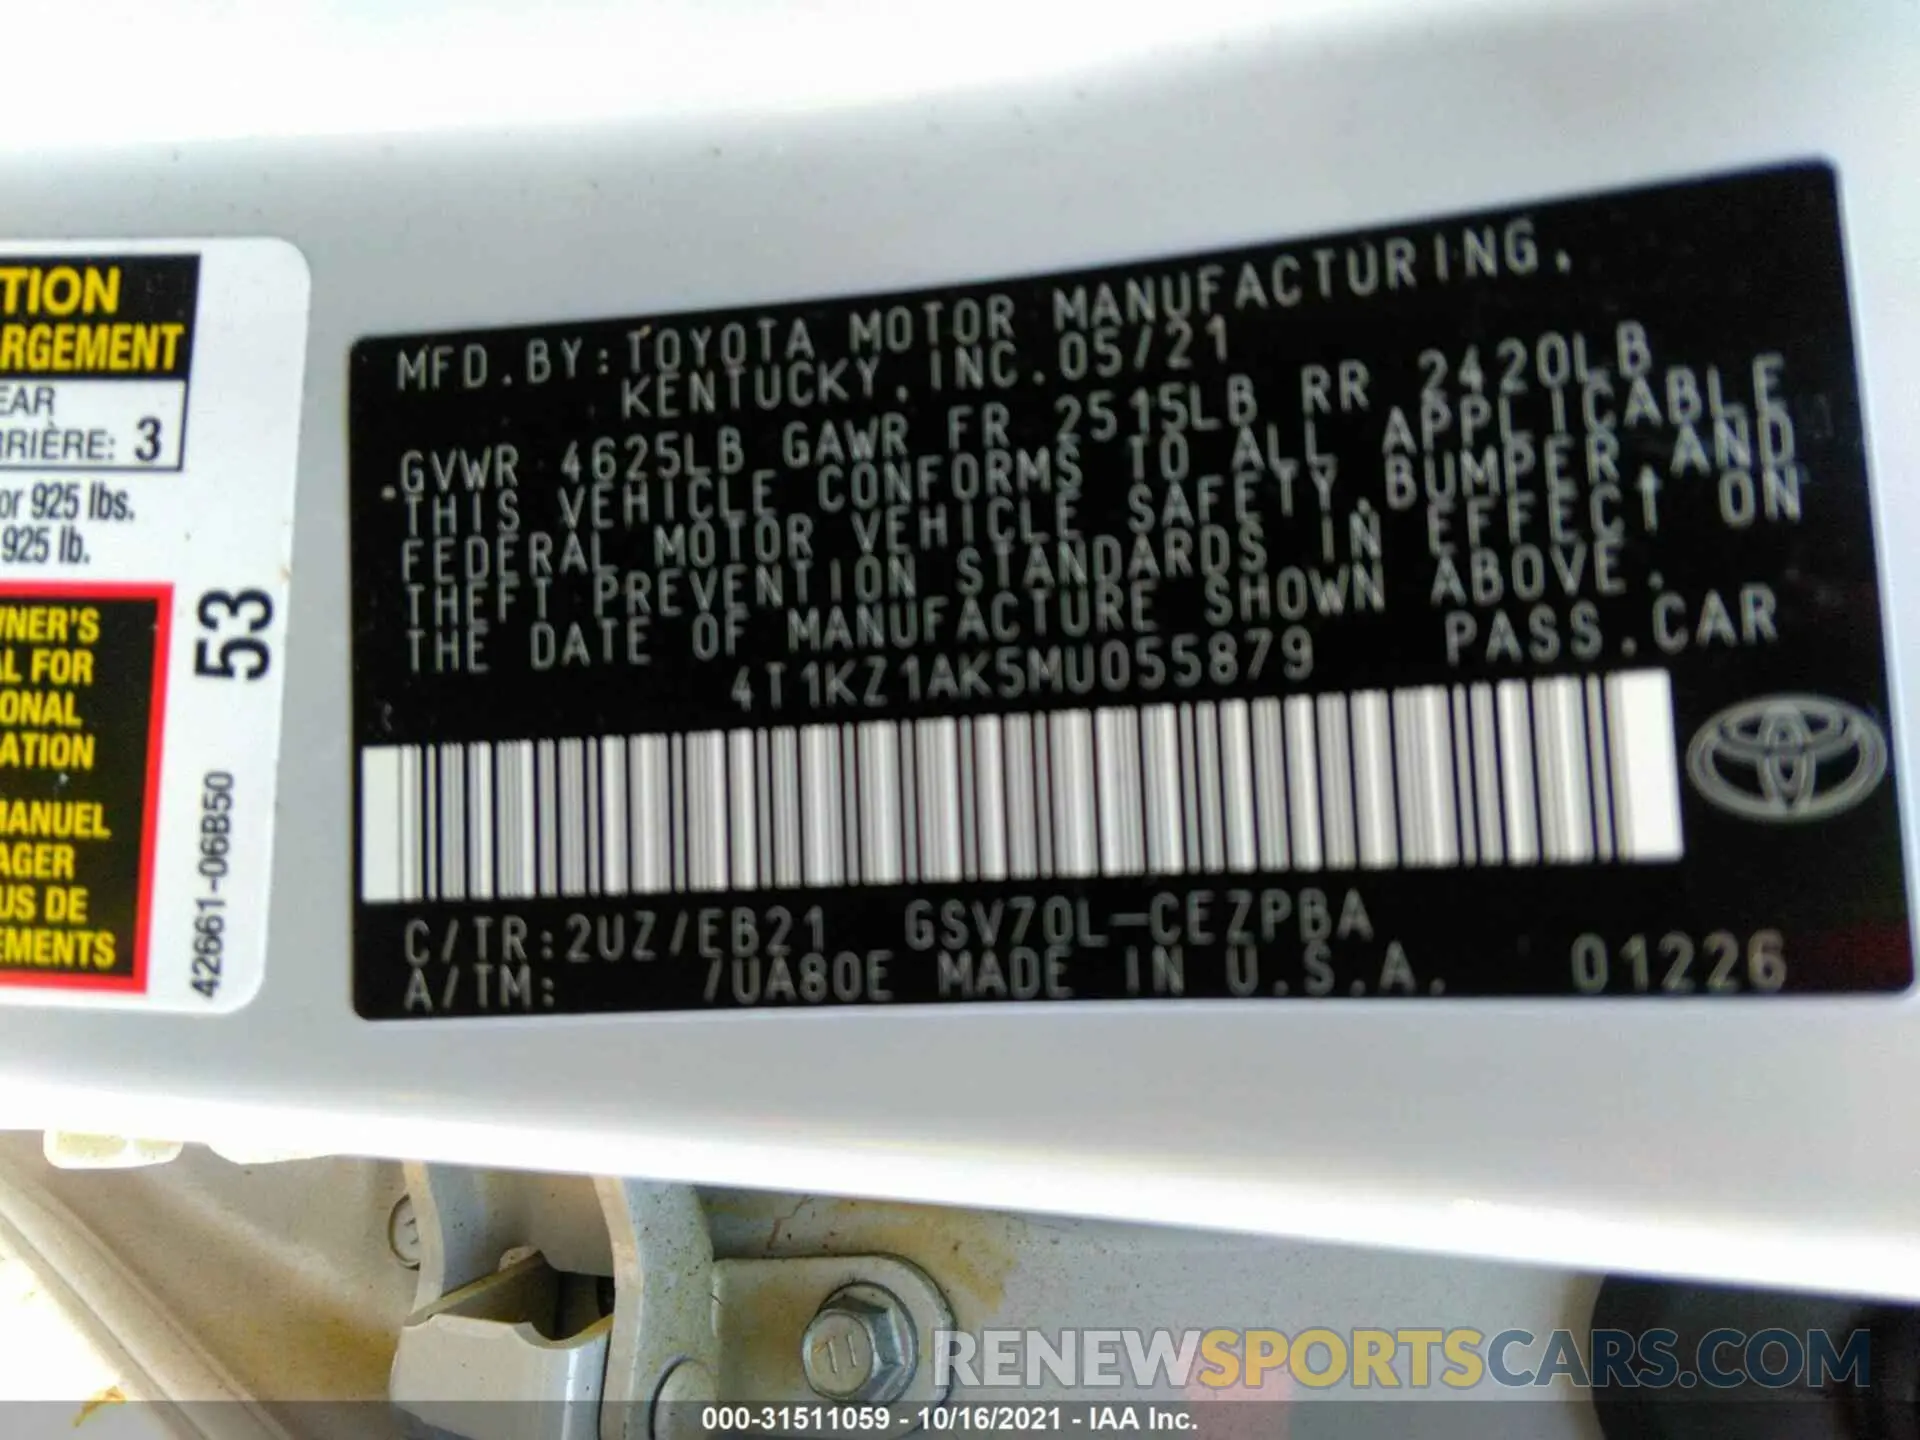 TION
RGEMENT
EAR
RRIÈRE: 3
or 925 lbs.
925 lb.
WNER'S
AL FOR
ONAL
ATION
MANUEL
AGER
US DE
EMENTS
53
42661-06B50
MFD.BY:TOYOTA MOTOR MANUFACTURING,
KENTUCKY, INC.05/21
GVWR 4625LB GAWR FR 2515LB RR 2420LB
THIS VEHICLE CONFORMS TO ALL APPLICABLE
FEDERAL MOTOR VEHICLE SAFETY,BUMPER,AND
THEFT PREVENTION STANDARDS IN EFFECT ON
THE DATE OF MANUFACTURE SHOWN ABOVE.
4T1KZ1AK5MU055879 PASS.CAR
C/TR:2UZ/EB21 GSV70L-CEZPBA
A/TM: /UA80E MADE IN U.S.A. 01226
11
RENEWSPORTSCARS.COM
000-31511059 - 10/16/2021 - IAA Inc.